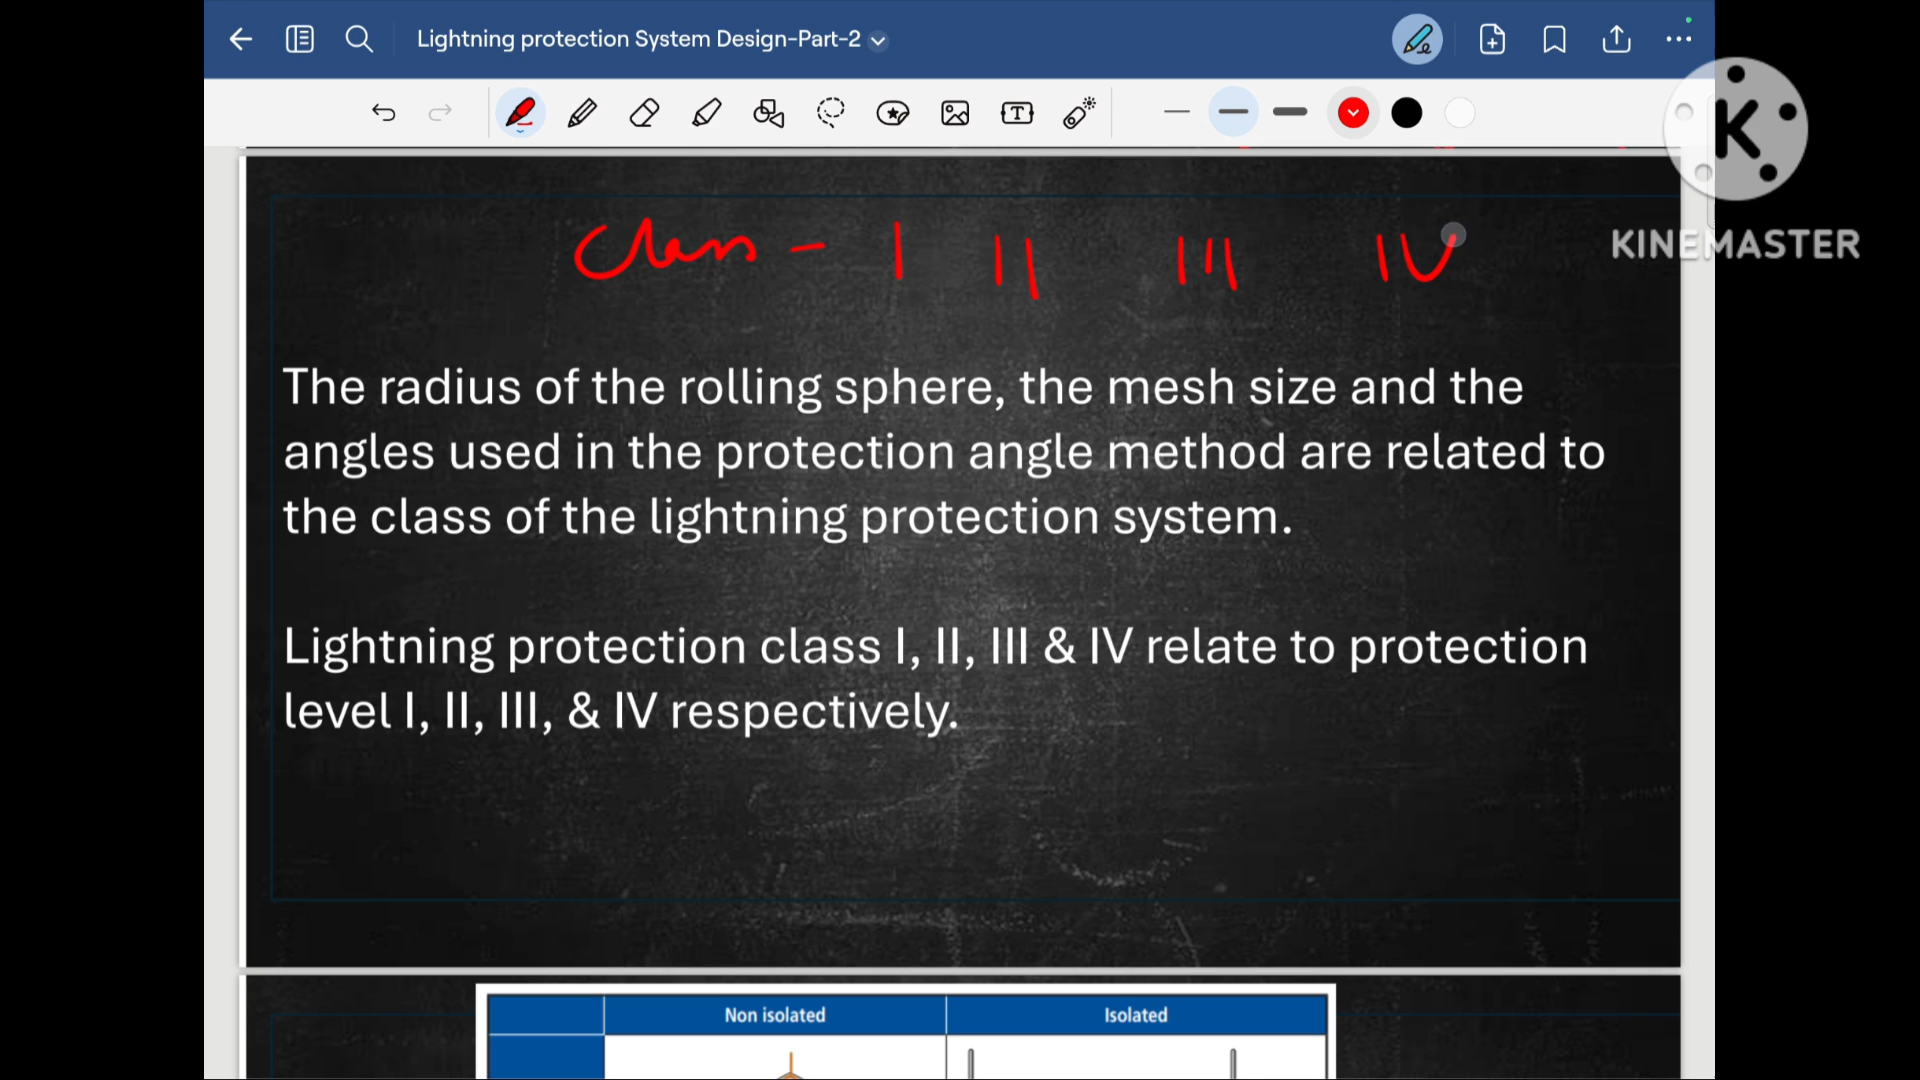 Lightning protection System Design-Part-2
K
KINEMASTER
Class - I II III IV
The radius of the rolling sphere, the mesh size and the
angles used in the protection angle method are related to
the class of the lightning protection system.
Lightning protection class I, II, III & IV relate to protection
level I, II, III, & IV respectively.
Non isolated Isolated